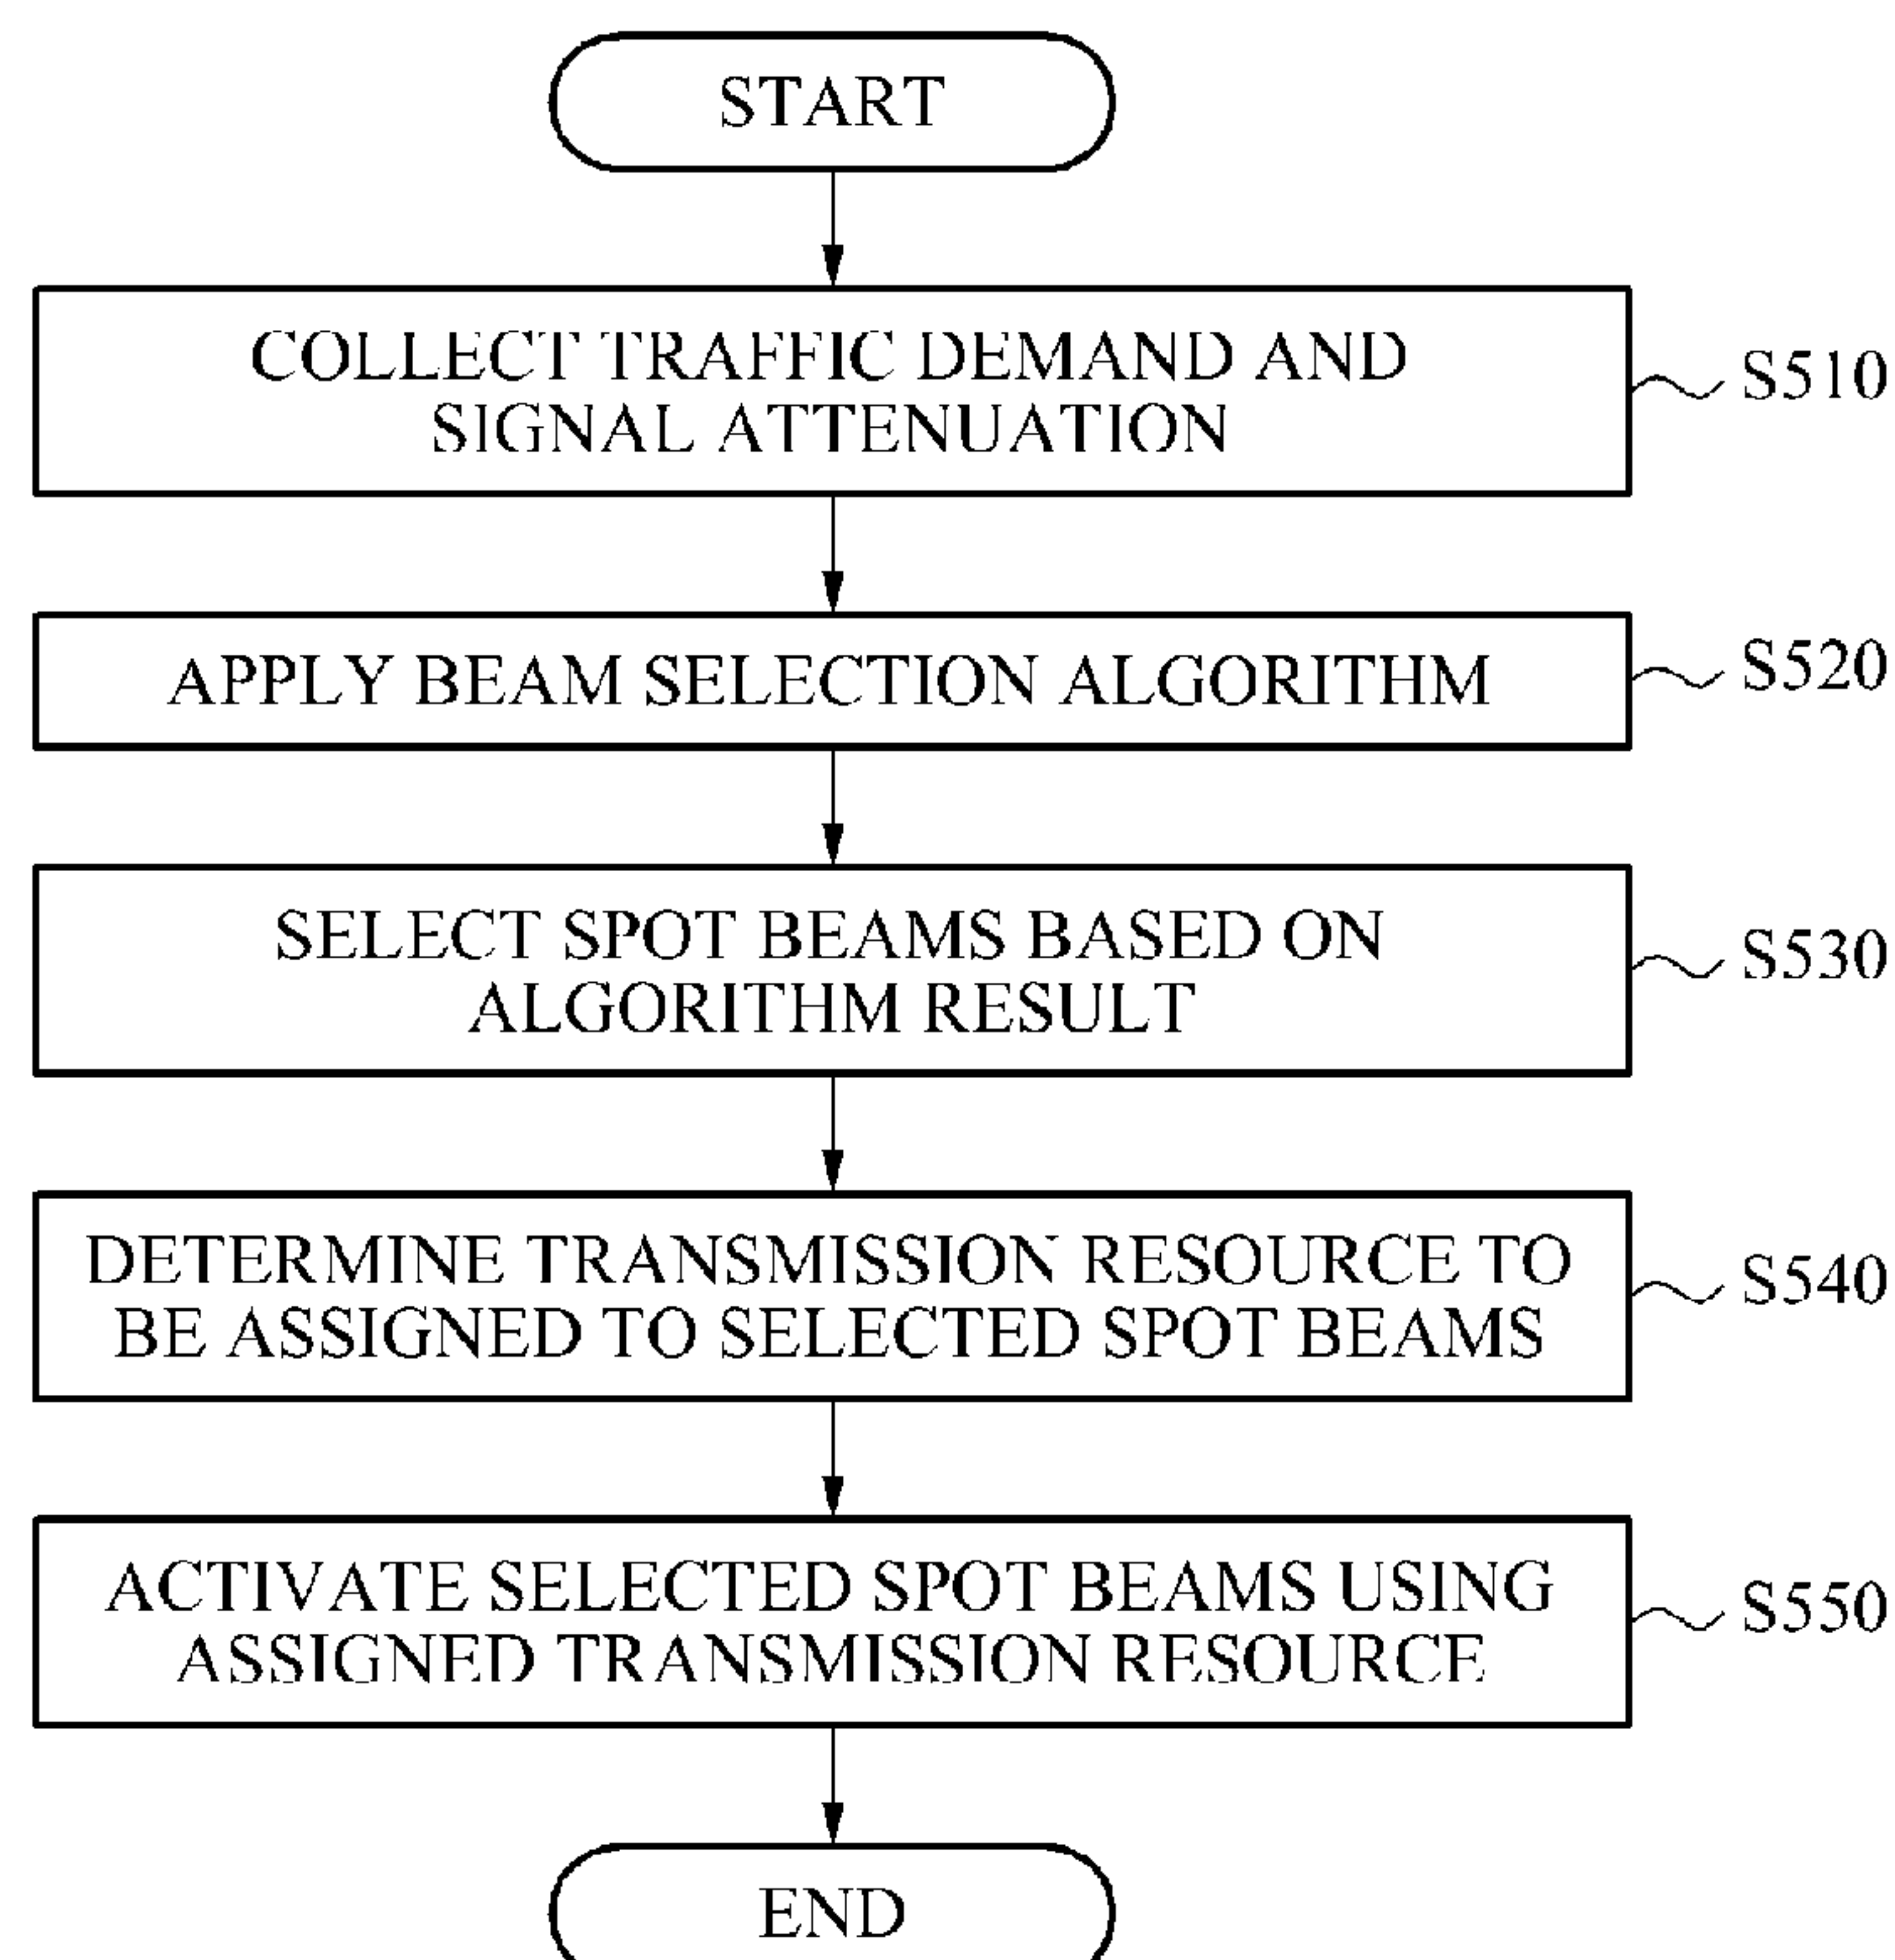 START
COLLECT TRAFFIC DEMAND AND
SIGNAL ATTENUATION
S510
APPLY BEAM SELECTION ALGORITHM
S520
SELECT SPOT BEAMS BASED ON
ALGORITHM RESULT
S530
DETERMINE TRANSMISSION RESOURCE TO
BE ASSIGNED TO SELECTED SPOT BEAMS
S540
ACTIVATE SELECTED SPOT BEAMS USING
ASSIGNED TRANSMISSION RESOURCE
S550
END